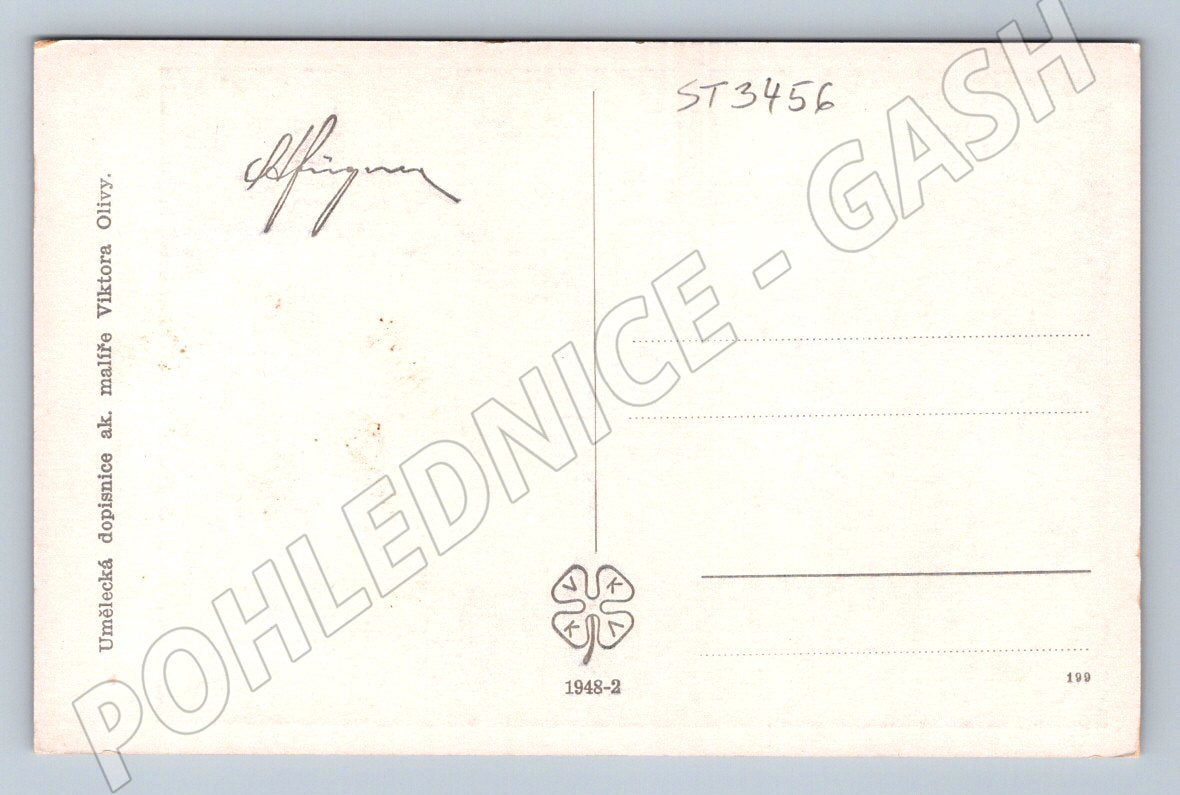 Umělecká dopisnice ak. malíře Viktora Olivy.
ST3456
V K
K V
1948-2
199
POHLEDNICE - GASH